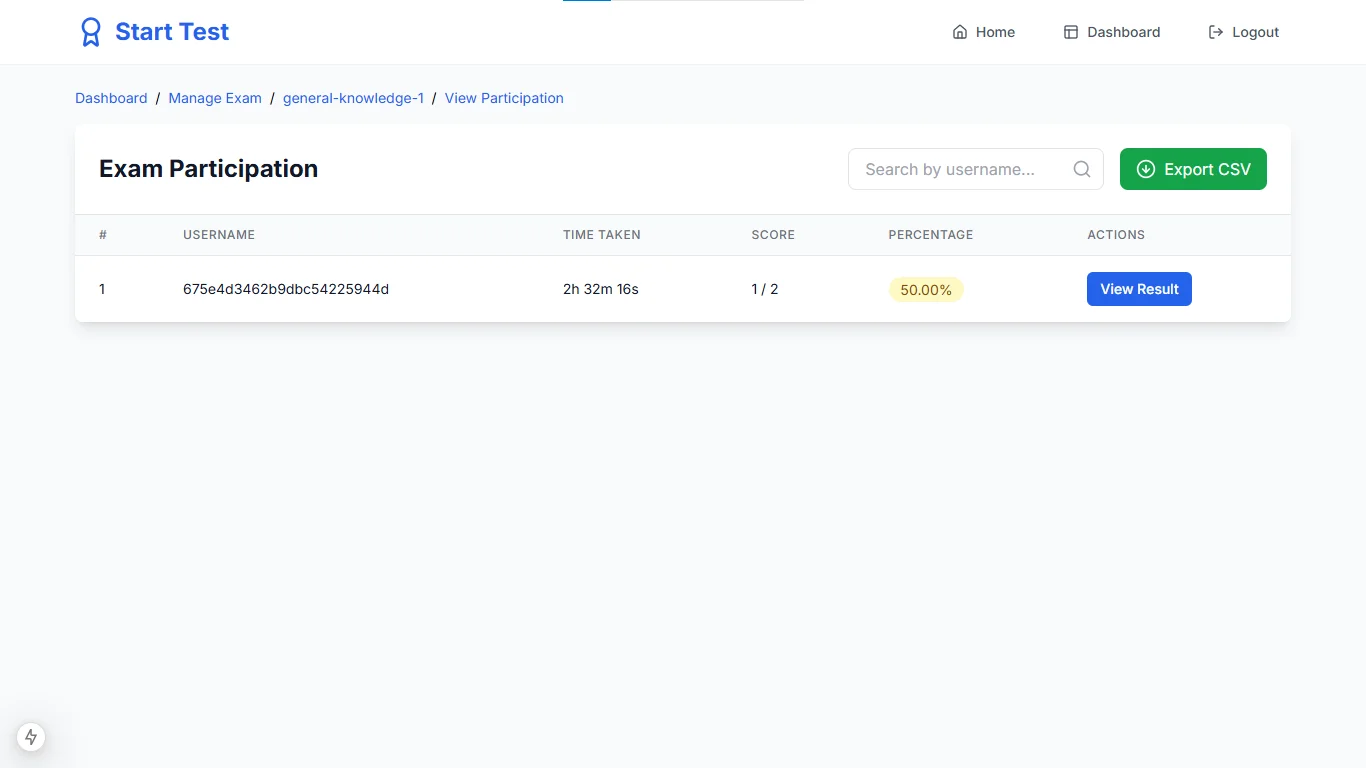 Start Test
Home Dashboard Logout
Dashboard / Manage Exam / general-knowledge-1 / View Participation
Exam Participation
Search by username...
Export CSV
# USERNAME TIME TAKEN SCORE PERCENTAGE ACTIONS
1 675e4d3462b9dbc54225944d 2h 32m 16s 1 / 2 50.00% View Result